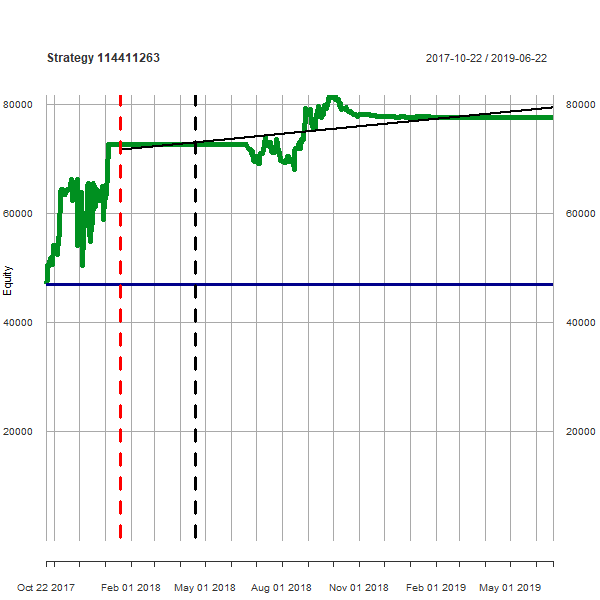 Strategy 114411263
2017-10-22 / 2019-06-22
80000 80000
60000 60000
Equity
40000 40000
20000 20000
Oct 22 2017 Feb 01 2018 May 01 2018 Aug 01 2018 Nov 01 2018 Feb 01 2019 May 01 2019